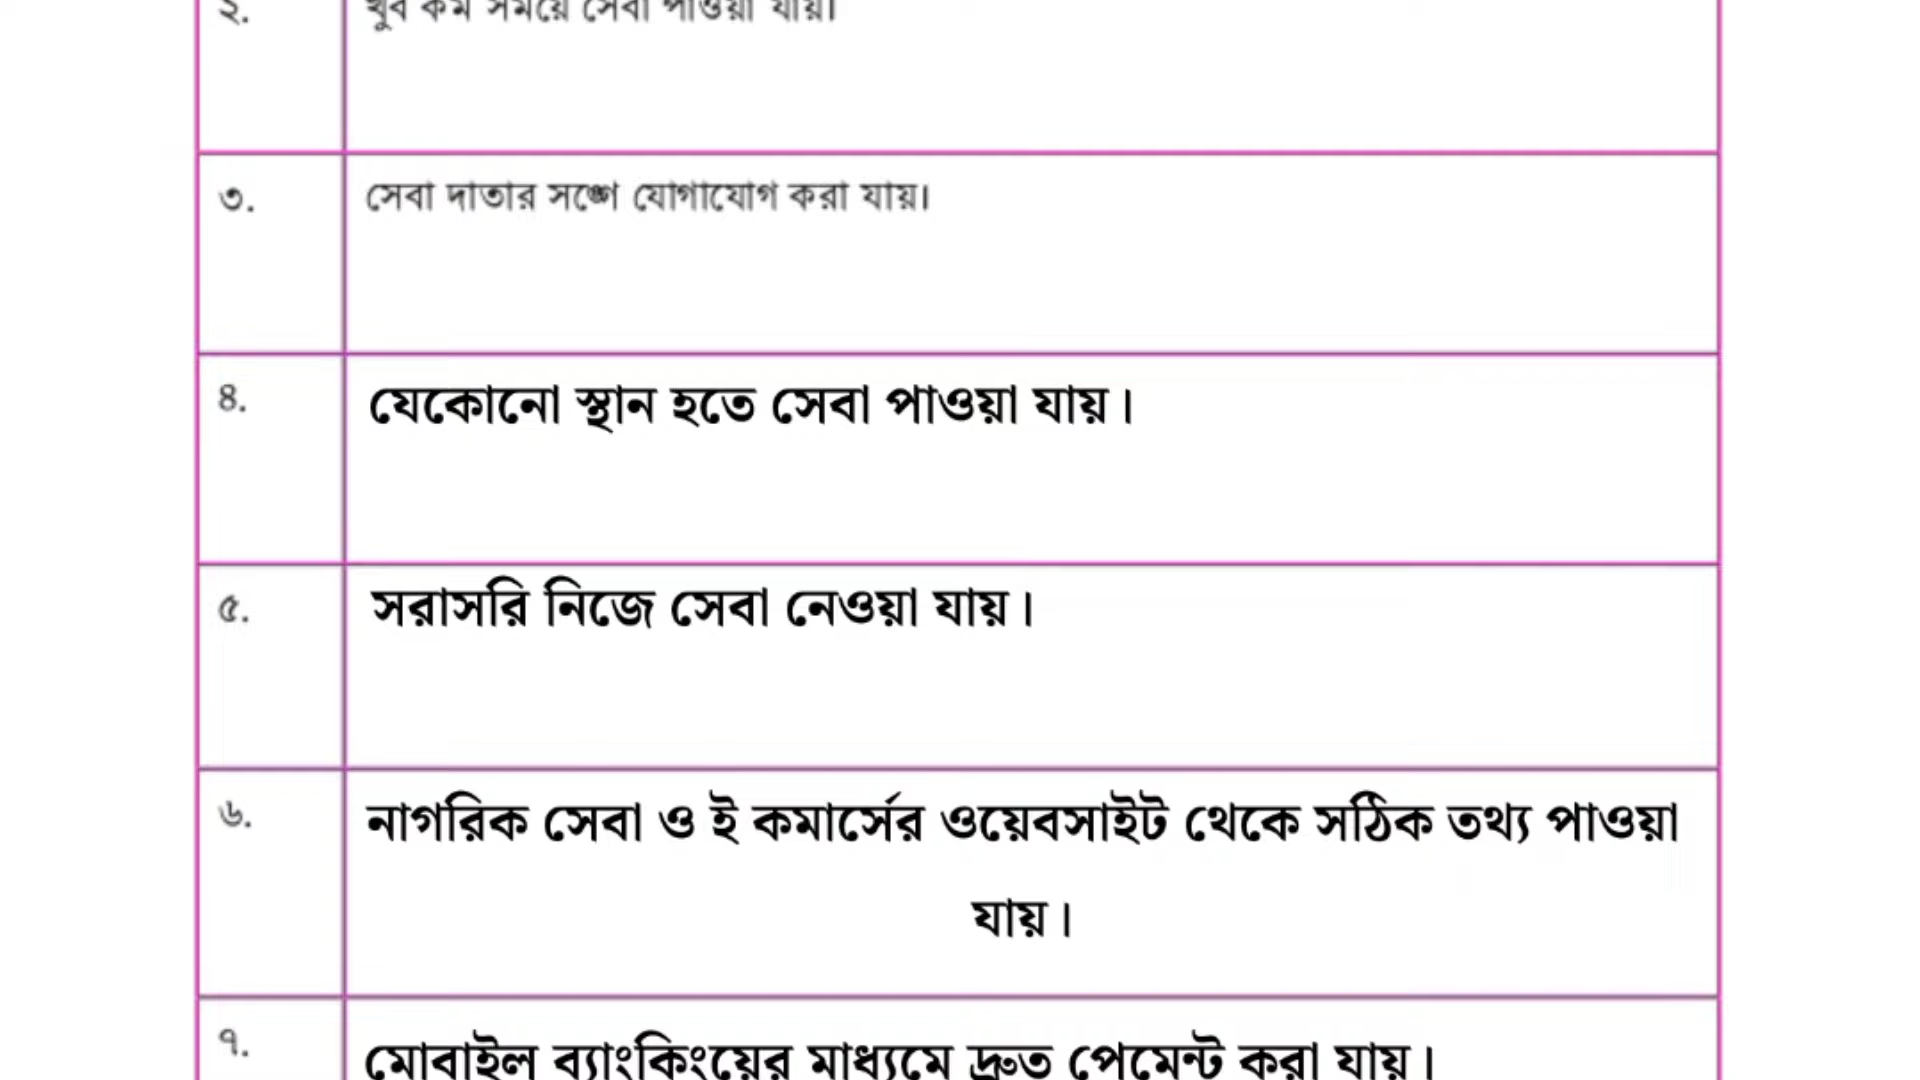 ২. খুব কম সময়ে সেবা পাওয়া যায়।
৩. সেবা দাতার সঙ্গে যোগাযোগ করা যায়।
৪. যেকোনো স্থান হতে সেবা পাওয়া যায়।
৫. সরাসরি নিজে সেবা নেওয়া যায়।
৬. নাগরিক সেবা ও ই কমার্সের ওয়েবসাইট থেকে সঠিক তথ্য পাওয়া
যায়।
৭. মোবাইল ব্যাংকিংয়ের মাধ্যমে দ্রুত পেমেন্ট করা যায়।